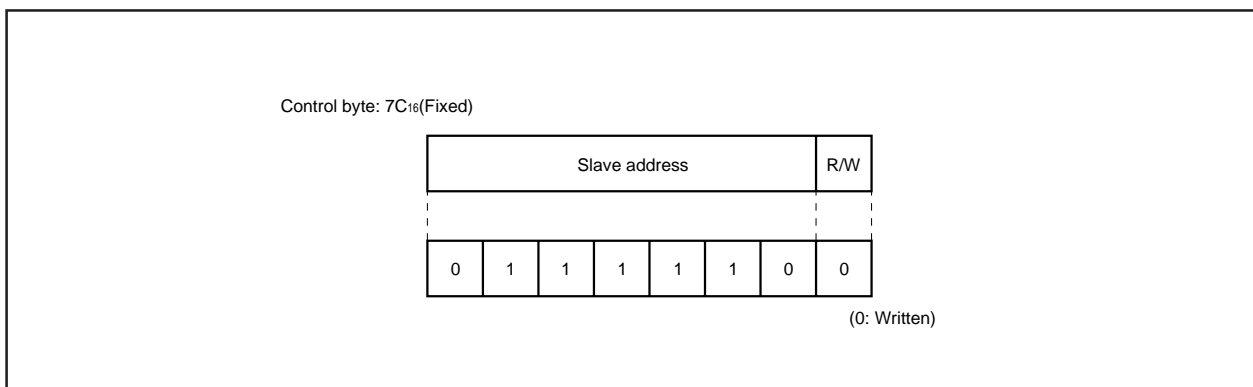 Control byte: 7C16(Fixed)
Slave address R/W
0 1 1 1 1 1 0 0
(0: Written)